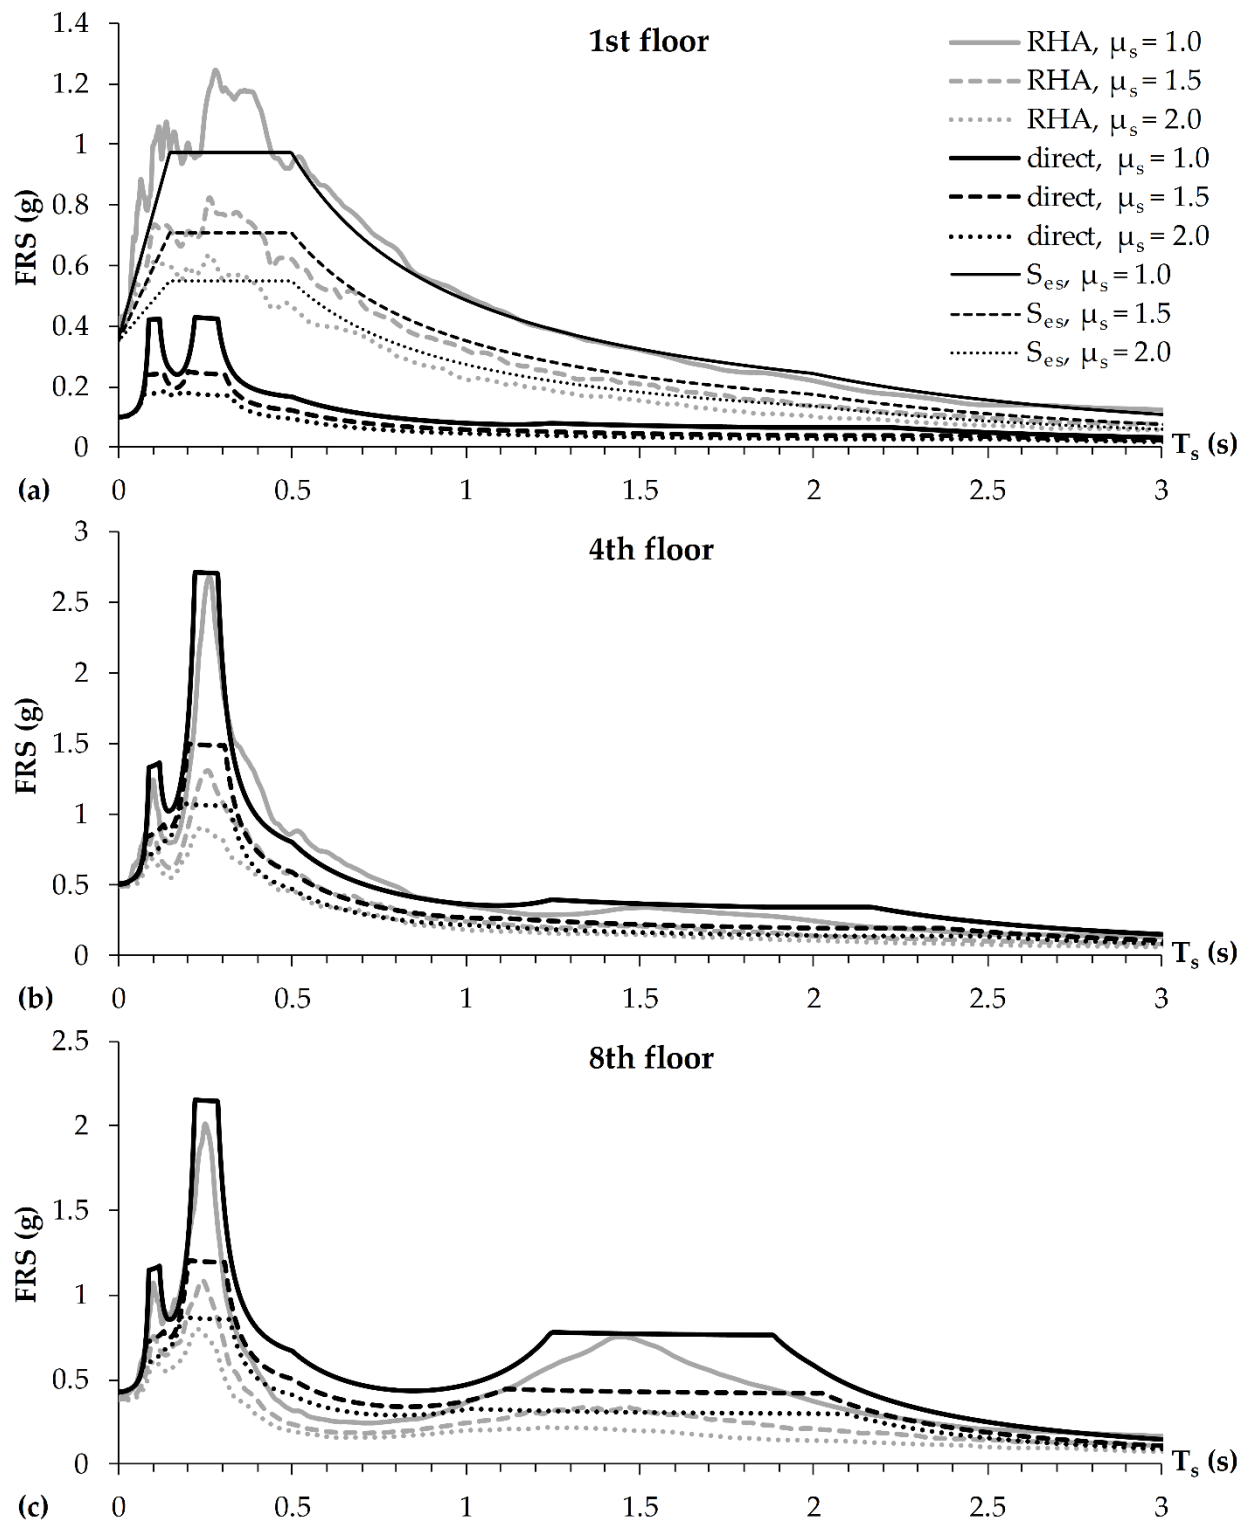 1st floor
RHA, μs = 1.0
RHA, μs = 1.5
RHA, μs = 2.0
direct, μs = 1.0
direct, μs = 1.5
direct, μs = 2.0
Ses, μs = 1.0
Ses, μs = 1.5
Ses, μs = 2.0
FRS (g)
1.4
1.2
1
0.8
0.6
0.4
0.2
0
Ts (s)
(a)
0 0.5 1 1.5 2 2.5 3
4th floor
FRS (g)
3
2.5
2
1.5
1
0.5
0
Ts (s)
(b)
0 0.5 1 1.5 2 2.5 3
8th floor
FRS (g)
2.5
2
1.5
1
0.5
0
Ts (s)
(c)
0 0.5 1 1.5 2 2.5 3